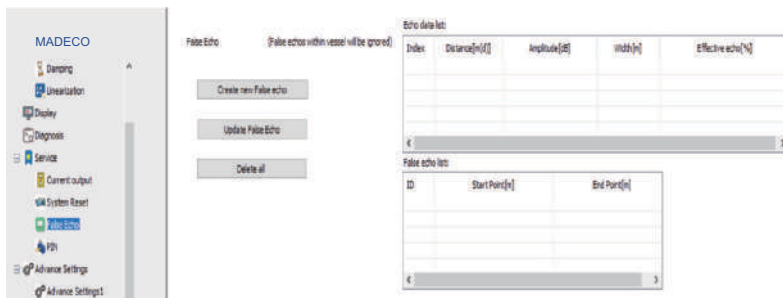 MADECO
Damping
Linearization
Display
Diagnosis
Service
Current output
System Reset
False Echo
PIN
Advance Settings
Advance Settings1
False Echo (False echos within vessel will be ignored)
Create new False echo
Update False Echo
Delete all
Echo data list:
Index Distance[m(d)] Amplitude[dB] Width[m] Effective echo[%]
False echo list:
ID Start Point[m] End Point[m]